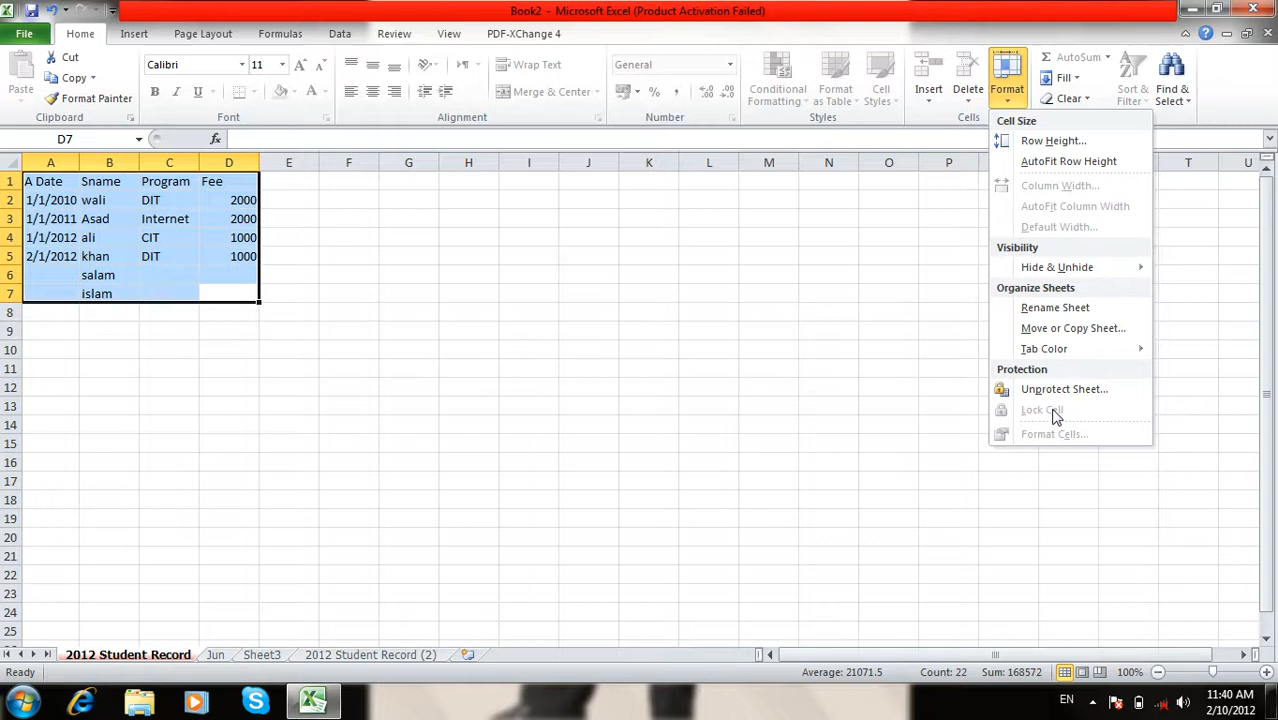 Book2 - Microsoft Excel (Product Activation Failed)
File Home Insert Page Layout Formulas Data Review View PDF-XChange 4
Paste Cut Copy Format Painter Clipboard
Calibri 11 A A B I U A Font
Wrap Text Merge & Center Alignment
General % , .0 .00 Number
Conditional Formatting Format as Table Cell Styles Styles
Insert Delete Format Cells
Σ AutoSum Fill Clear Sort & Filter Find & Select
D7 fx
A B C D E F G H I J K L M N O P T U
1 A Date Sname Program Fee
2 1/1/2010 wali DIT 2000
3 1/1/2011 Asad Internet 2000
4 1/1/2012 ali CIT 1000
5 2/1/2012 khan DIT 1000
6 salam
7 islam
8
9
10
11
12
13
14
15
16
17
18
19
20
21
22
23
24
25
Cell Size
Row Height...
AutoFit Row Height
Column Width...
AutoFit Column Width
Default Width...
Visibility
Hide & Unhide
Organize Sheets
Rename Sheet
Move or Copy Sheet...
Tab Color
Protection
Unprotect Sheet...
Lock Cell
Format Cells...
2012 Student Record Jun Sheet3 2012 Student Record (2)
Ready Average: 21071.5 Count: 22 Sum: 168572 100%
EN 11:40 AM
2/10/2012